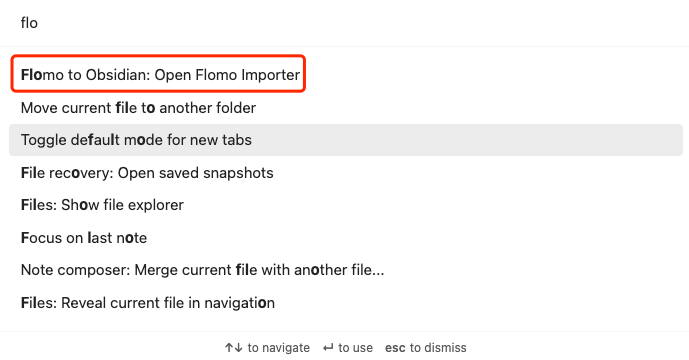 flo
Flomo to Obsidian: Open Flomo Importer
Move current file to another folder
Toggle default mode for new tabs
File recovery: Open saved snapshots
Files: Show file explorer
Focus on last note
Note composer: Merge current file with another file...
Files: Reveal current file in navigation
↑↓ to navigate ↵ to use esc to dismiss